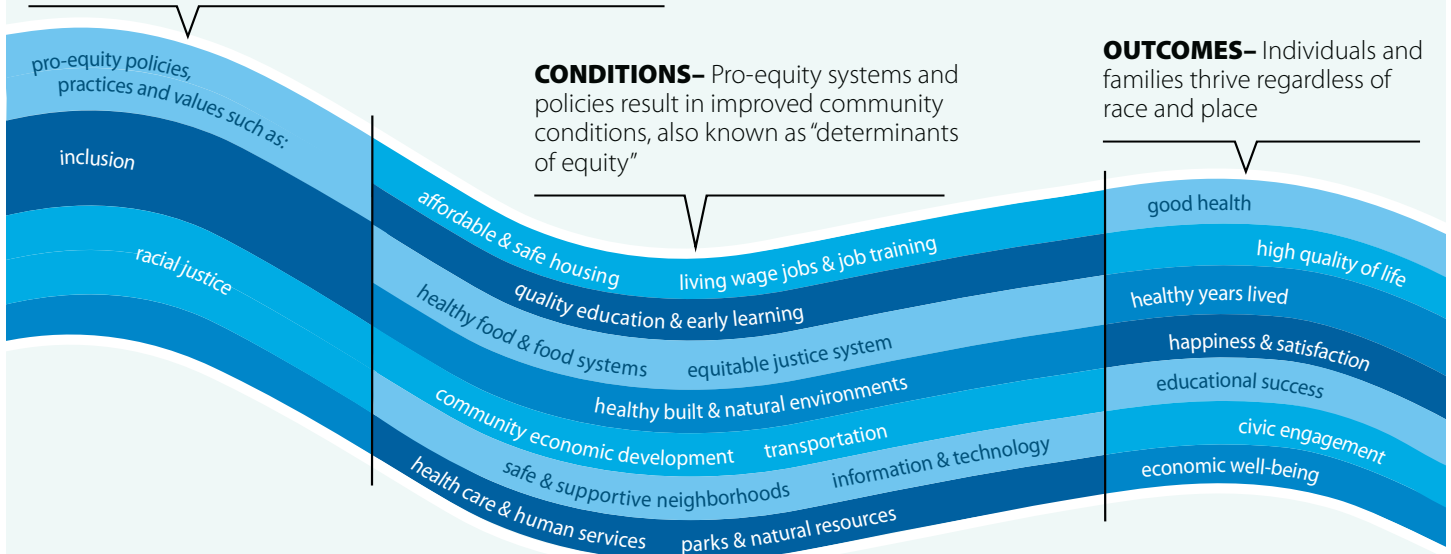 pro-equity policies,
practices and values such as:
inclusion
racial justice
CONDITIONS– Pro-equity systems and
policies result in improved community
conditions, also known as “determinants
of equity”
affordable & safe housing
living wage jobs & job training
quality education & early learning
healthy food & food systems
equitable justice system
healthy built & natural environments
community economic development
transportation
safe & supportive neighborhoods
information & technology
health care & human services
parks & natural resources
OUTCOMES– Individuals and
families thrive regardless of
race and place
good health
high quality of life
healthy years lived
happiness & satisfaction
educational success
civic engagement
economic well-being